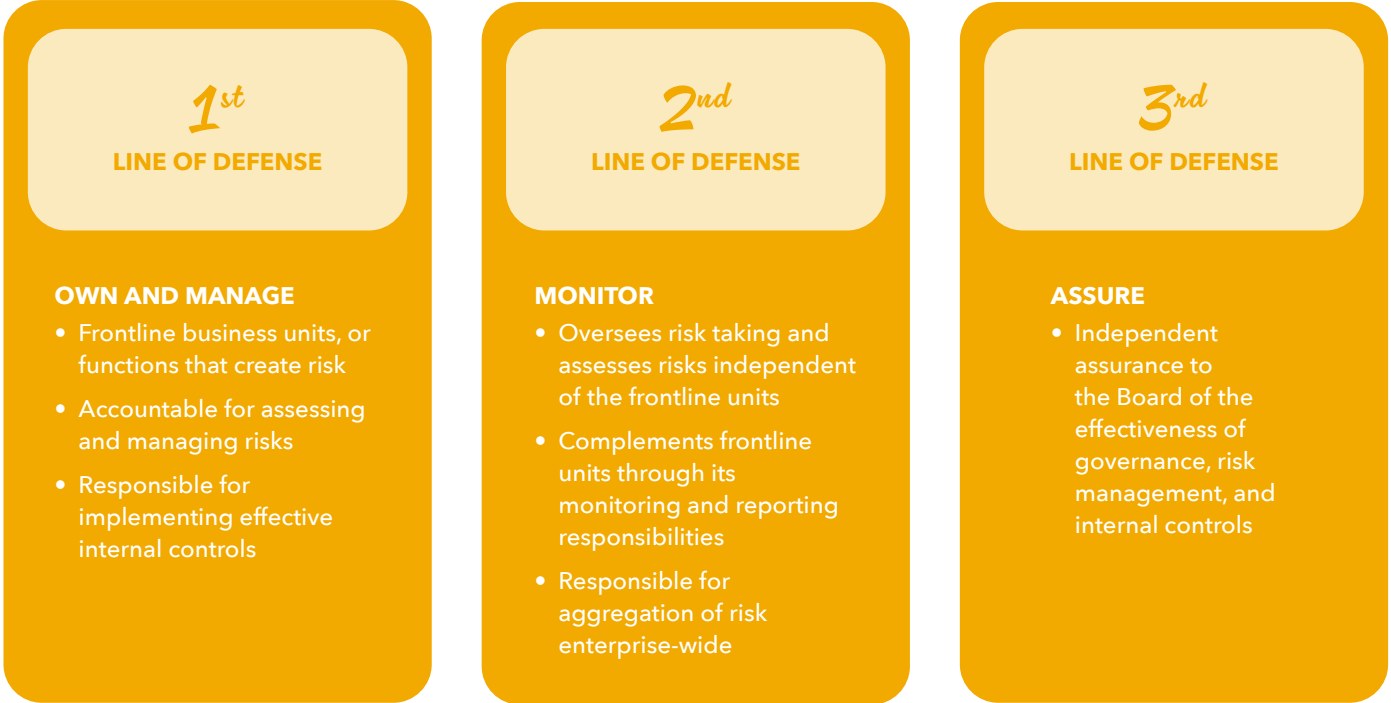 1st
LINE OF DEFENSE
OWN AND MANAGE
• Frontline business units, or
functions that create risk
• Accountable for assessing
and managing risks
• Responsible for
implementing effective
internal controls
2nd
LINE OF DEFENSE
MONITOR
• Oversees risk taking and
assesses risks independent
of the frontline units
• Complements frontline
units through its
monitoring and reporting
responsibilities
• Responsible for
aggregation of risk
enterprise-wide
3rd
LINE OF DEFENSE
ASSURE
• Independent
assurance to
the Board of the
effectiveness of
governance, risk
management, and
internal controls